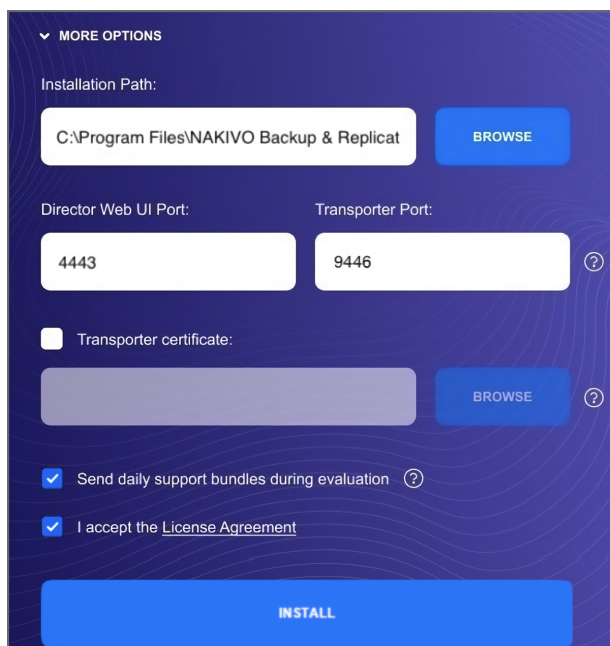 MORE OPTIONS
Installation Path:
C:\Program Files\NAKIVO Backup & Replicat
BROWSE
Director Web UI Port:
Transporter Port:
4443
9446
?
Transporter certificate:
BROWSE
?
Send daily support bundles during evaluation ?
I accept the License Agreement
INSTALL